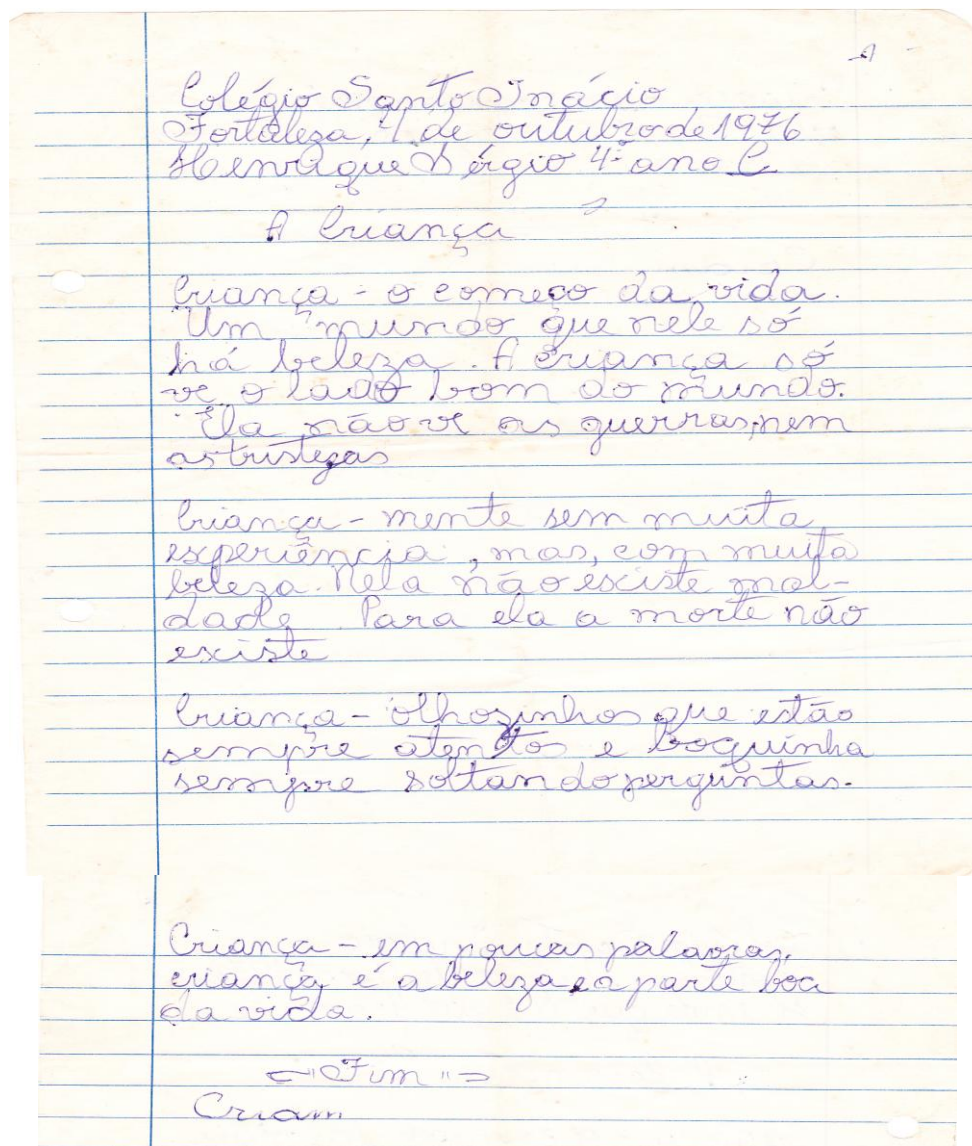 Colégio Santo Inácio
Fortaleza, 4 de outubro de 1976
Henrique Sérgio 4º ano C
A Criança
Criança - o começo da vida.
Um mundo que nele só
há beleza. A criança só
vê o lado bom do mundo.
Ela não vê as guerras, nem
as tristezas
Criança - mente sem muita
experiência, mas, com muita
beleza. Nela não existe mal-
dade. Para ela a morte não
existe
Criança - olhozinhos que estão
sempre atentos e boquinha
sempre soltando perguntas.
Criança - em poucas palavras,
criança é a beleza, e a parte boa
da vida.
"Fim"
Criam